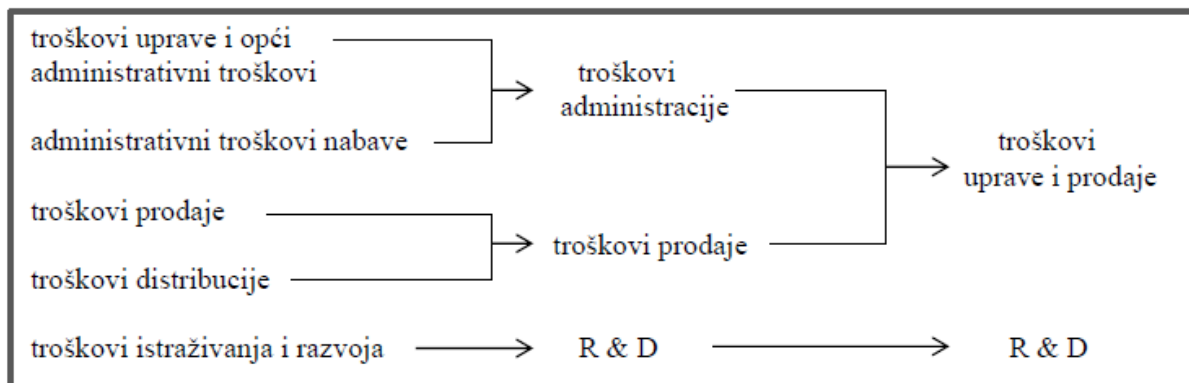 troškovi uprave i opći
administrativni troškovi
administrativni troškovi nabave
troškovi prodaje
troškovi distribucije
troškovi istraživanja i razvoja
troškovi
administracije
troškovi prodaje
R & D
troškovi
uprave i prodaje
R & D